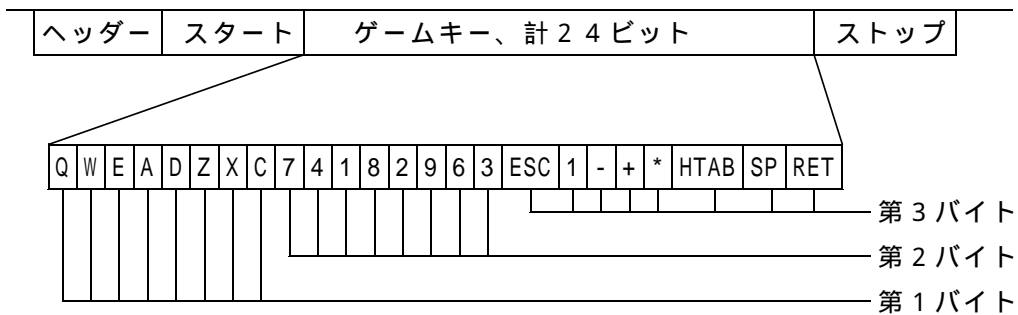 ヘッダー スタート ゲームキー、計２４ビット ストップ
Q W E A D Z X C 7 4 1 8 2 9 6 3 ESC 1 - + * HTAB SP RET
第３バイト
第２バイト
第１バイト